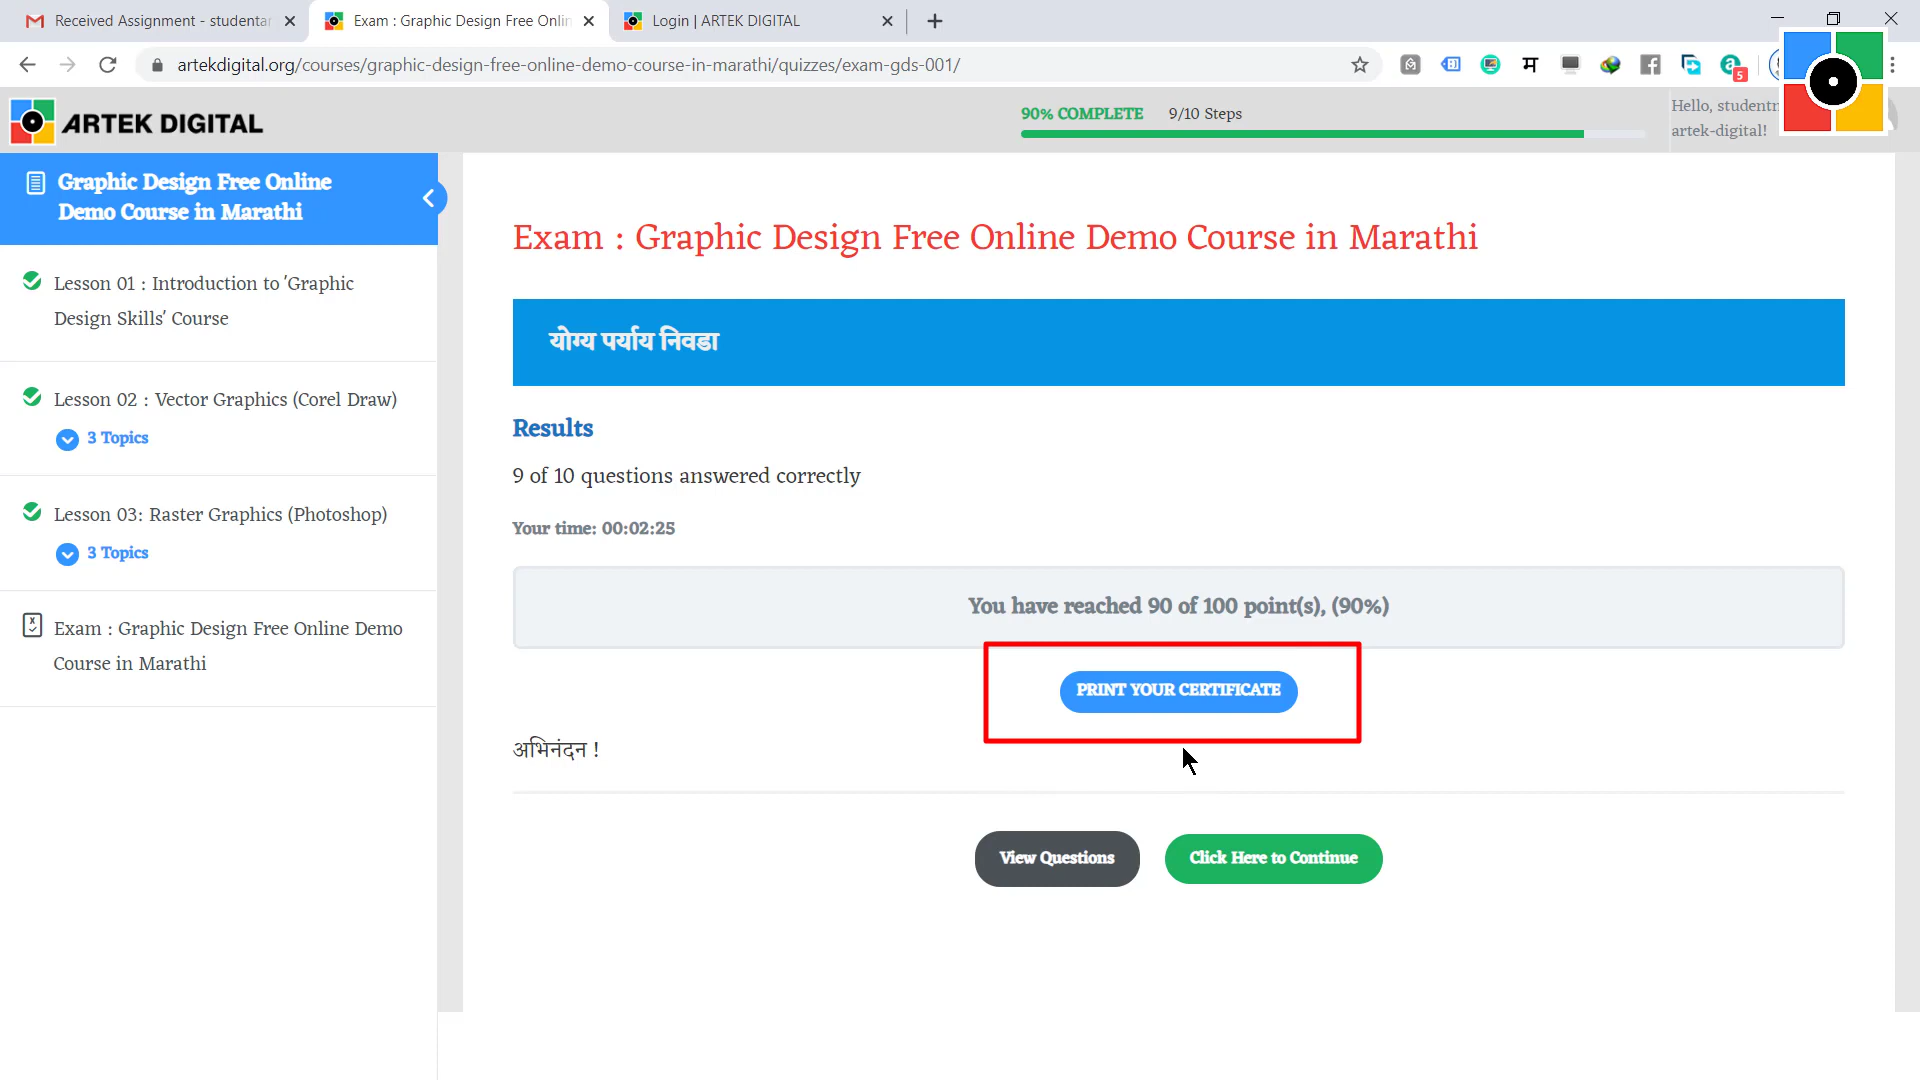 Received Assignment - studenta
Exam : Graphic Design Free Onlin
Login | ARTEK DIGITAL
artekdigital.org/courses/graphic-design-free-online-demo-course-in-marathi/quizzes/exam-gds-001/
म
5
ARTEK DIGITAL
90% COMPLETE 9/10 Steps
Hello, student
artek-digital!
Graphic Design Free Online
Demo Course in Marathi
Lesson 01 : Introduction to 'Graphic
Design Skills' Course
Lesson 02 : Vector Graphics (Corel Draw)
3 Topics
Lesson 03: Raster Graphics (Photoshop)
3 Topics
Exam : Graphic Design Free Online Demo
Course in Marathi
Exam : Graphic Design Free Online Demo Course in Marathi
योग्य पर्याय निवडा
Results
9 of 10 questions answered correctly
Your time: 00:02:25
You have reached 90 of 100 point(s), (90%)
PRINT YOUR CERTIFICATE
अभिनंदन !
View Questions
Click Here to Continue